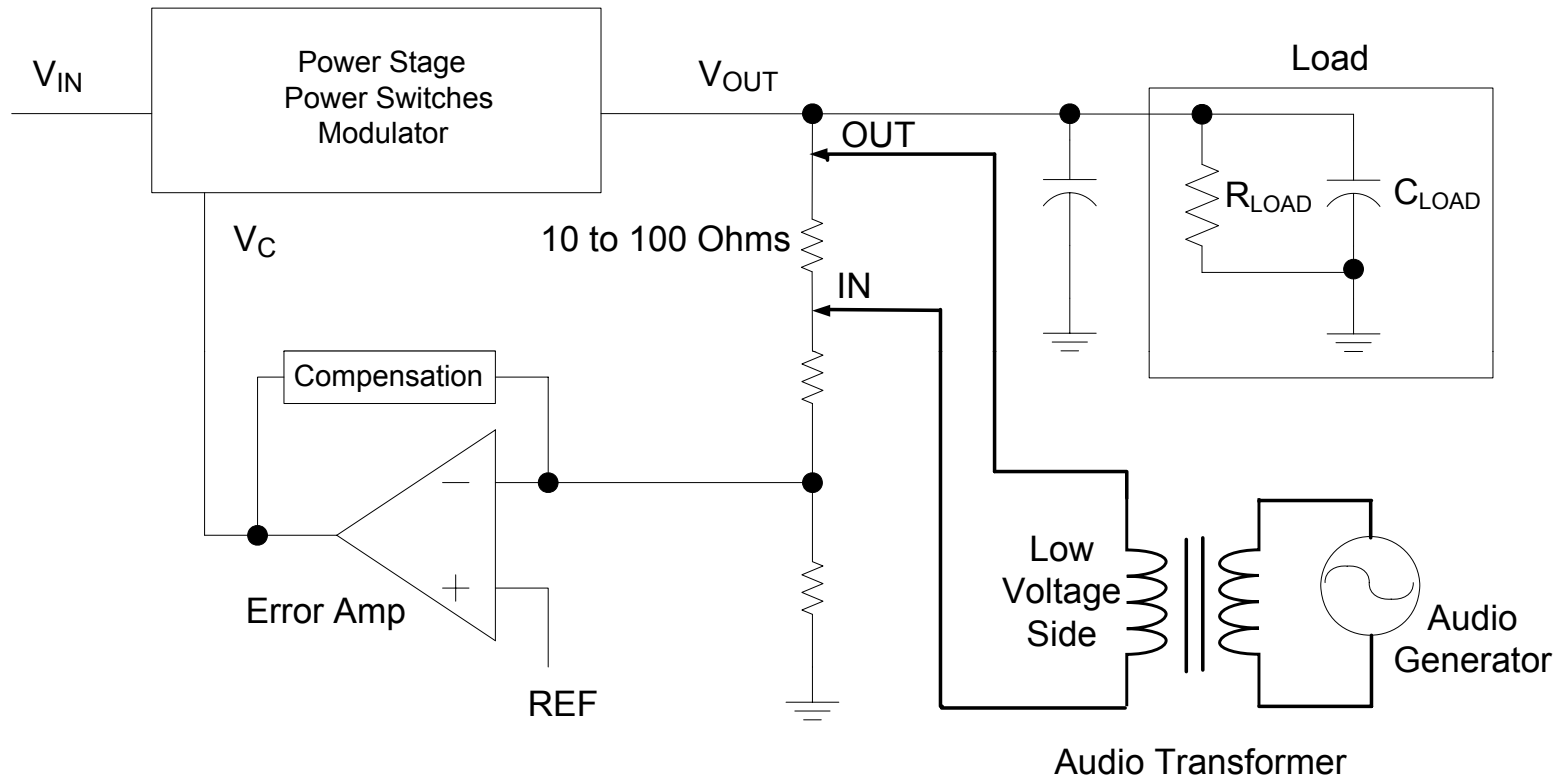 Power Stage
Power Switches
Modulator
V_IN
V_OUT
Load
OUT
R_LOAD
C_LOAD
V_C
10 to 100 Ohms
IN
Compensation
−
+
Error Amp
REF
Low
Voltage
Side
Audio
Generator
Audio Transformer